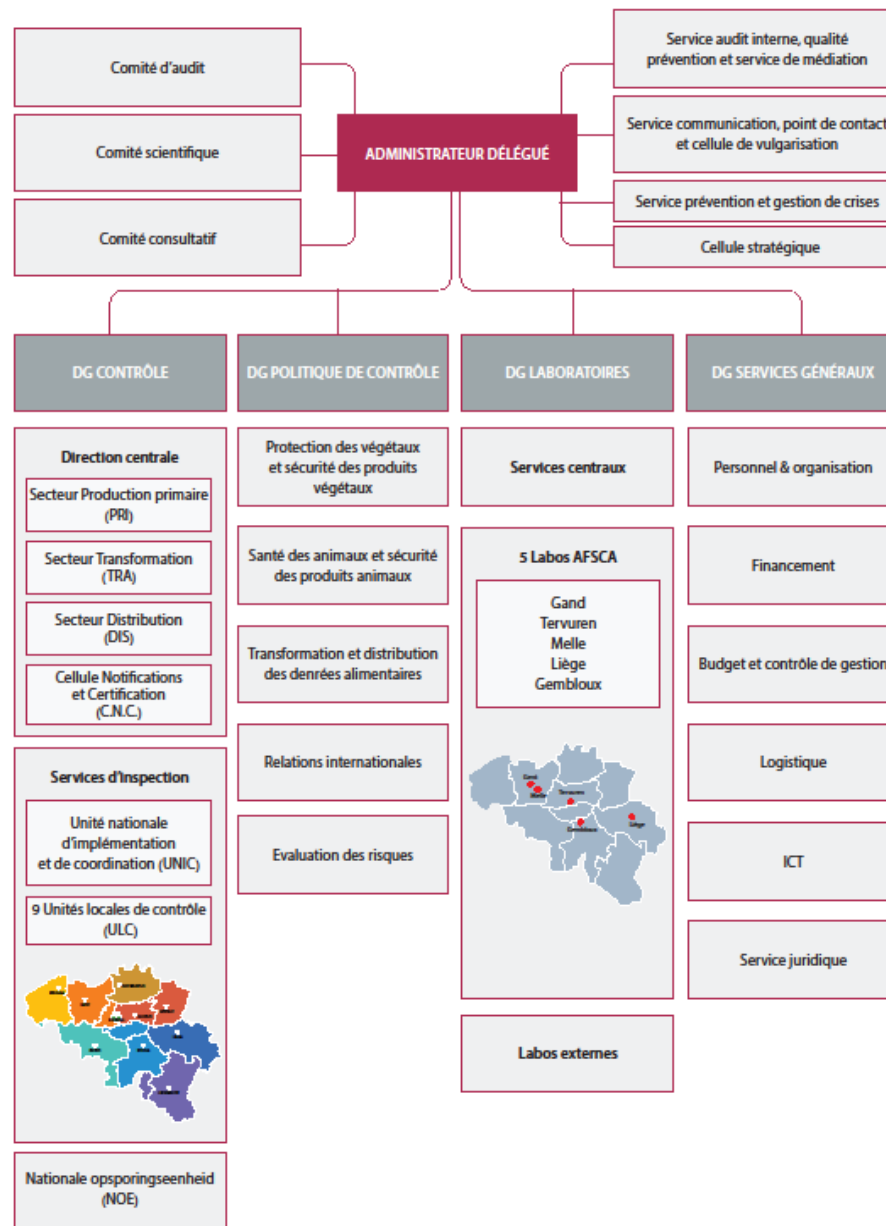 Comité d'audit
Comité scientifique
Comité consultatif
ADMINISTRATEUR DÉLÉGUÉ
Service audit interne, qualité
prévention et service de médiation
Service communication, point de contact
et cellule de vulgarisation
Service prévention et gestion de crises
Cellule stratégique
DG CONTRÔLE
Direction centrale
Secteur Production primaire
(PRI)
Secteur Transformation
(TRA)
Secteur Distribution
(DIS)
Cellule Notifications
et Certification
(C.N.C.)
Services d'inspection
Unité nationale
d'implémentation
et de coordination (UNIC)
9 Unités locales de contrôle
(ULC)
Nationale opsporingseenheid
(NOE)
DG POLITIQUE DE CONTRÔLE
Protection des végétaux
et sécurité des produits
végétaux
Santé des animaux et sécurité
des produits animaux
Transformation et distribution
des denrées alimentaires
Relations internationales
Evaluation des risques
DG LABORATOIRES
Services centraux
5 Labos AFSCA
Gand
Tervuren
Melle
Liège
Gembloux
Gand
Melle
Tervuren
Gembloux
Liège
Labos externes
DG SERVICES GÉNÉRAUX
Personnel & organisation
Financement
Budget et contrôle de gestion
Logistique
ICT
Service juridique